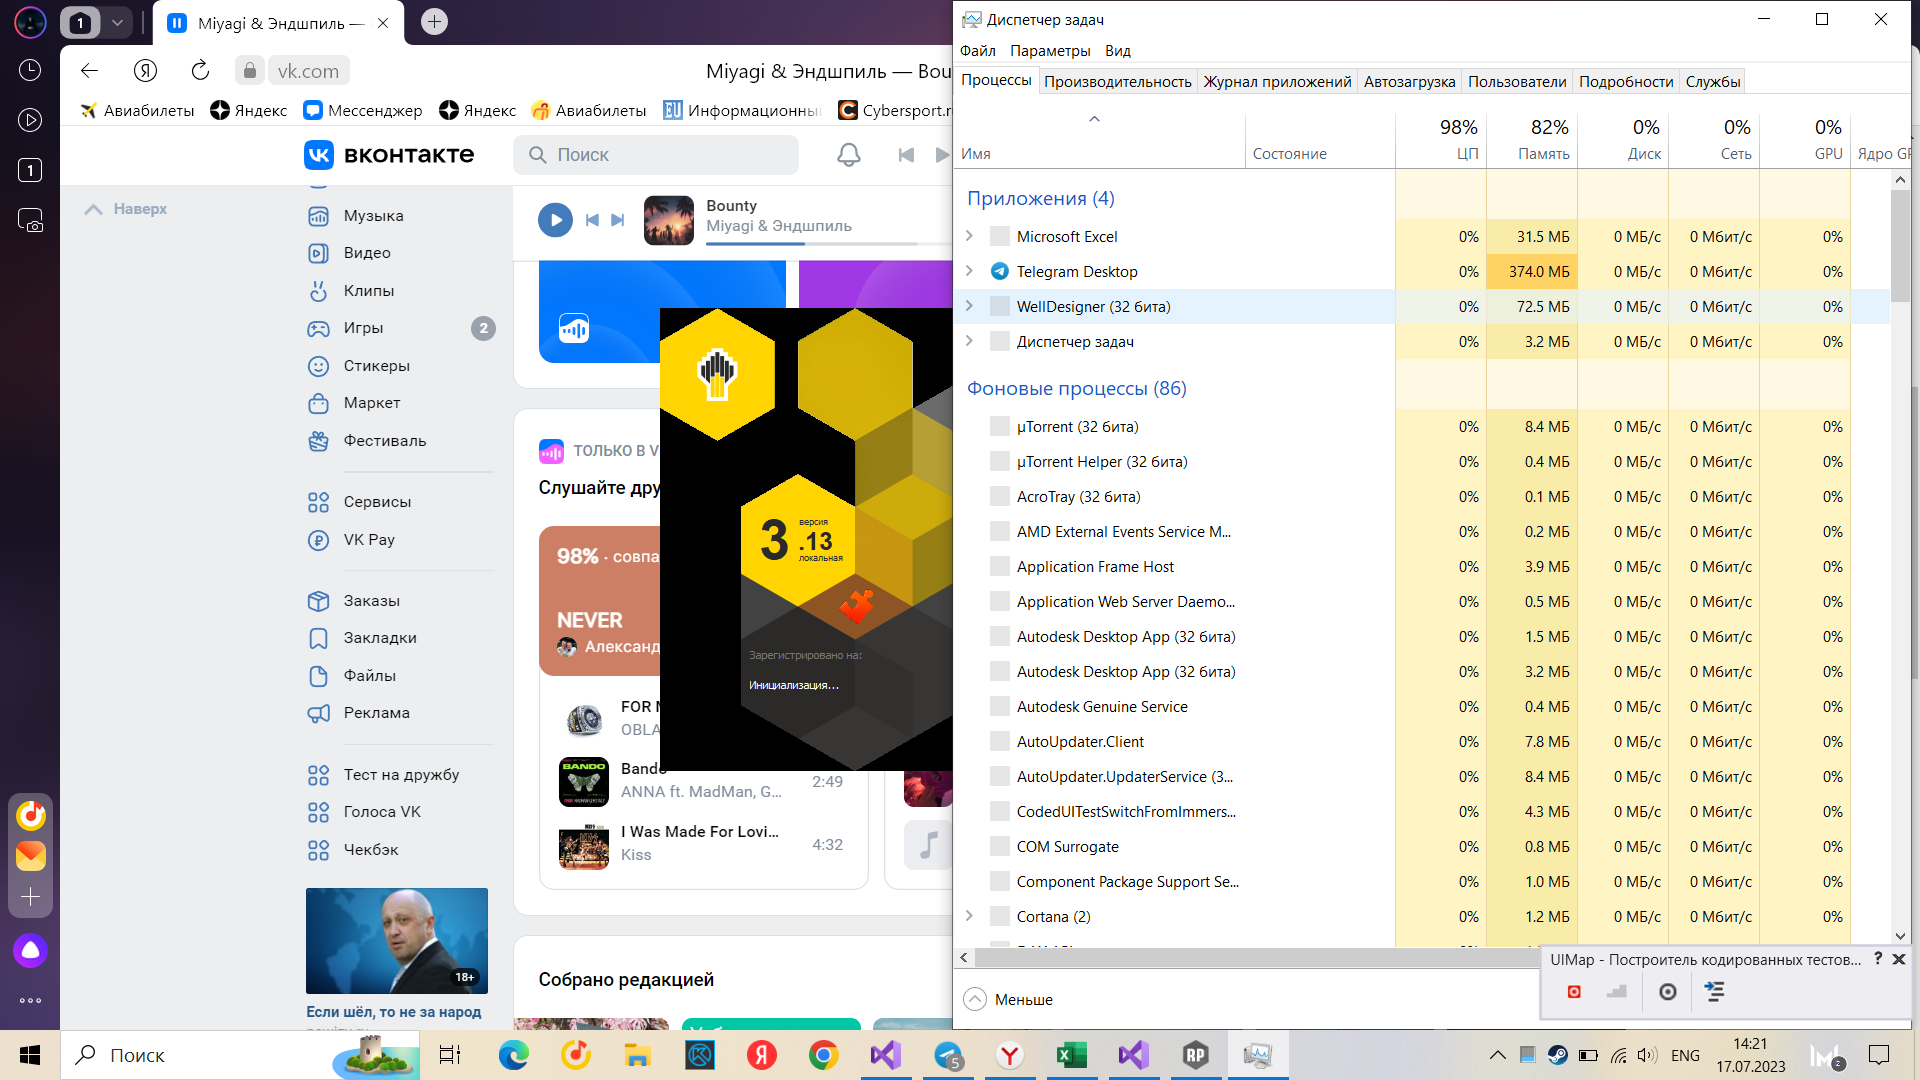 1
Miyagi & Эндшпиль —
vk.com
Miyagi & Эндшпиль — Bou
Авиабилеты
Яндекс
Мессенджер
Яндекс
Авиабилеты
Информационны
Cybersport.ru
1
вконтакте
Поиск
Наверх
Музыка
Видео
Клипы
Игры
2
Стикеры
Маркет
Фестиваль
Сервисы
VK Pay
Заказы
Закладки
Файлы
Реклама
Тест на дружбу
Голоса VK
Чекбэк
18+
Если шёл, то не за народ
Bounty
Miyagi & Эндшпиль
ТОЛЬКО В V
Слушайте дру
98% · совпа
NEVER
Александ
FOR M
OBLA
Bando
ANNA ft. MadMan, G...
2:49
I Was Made For Lovi...
Kiss
4:32
Собрано редакцией
3
версия
.13
локальная
Зарегистрировано на:
Инициализация...
Диспетчер задач
Файл Параметры Вид
Процессы Производительность Журнал приложений Автозагрузка Пользователи Подробности Службы
98% 82% 0% 0% 0%
Имя Состояние ЦП Память Диск Сеть GPU Ядро GP
Приложения (4)
Microsoft Excel 0% 31.5 МБ 0 МБ/с 0 Мбит/с 0%
Telegram Desktop 0% 374.0 МБ 0 МБ/с 0 Мбит/с 0%
WellDesigner (32 бита) 0% 72.5 МБ 0 МБ/с 0 Мбит/с 0%
Диспетчер задач 0% 3.2 МБ 0 МБ/с 0 Мбит/с 0%
Фоновые процессы (86)
µTorrent (32 бита) 0% 8.4 МБ 0 МБ/с 0 Мбит/с 0%
µTorrent Helper (32 бита) 0% 0.4 МБ 0 МБ/с 0 Мбит/с 0%
AcroTray (32 бита) 0% 0.1 МБ 0 МБ/с 0 Мбит/с 0%
AMD External Events Service M... 0% 0.2 МБ 0 МБ/с 0 Мбит/с 0%
Application Frame Host 0% 3.9 МБ 0 МБ/с 0 Мбит/с 0%
Application Web Server Daemo... 0% 0.5 МБ 0 МБ/с 0 Мбит/с 0%
Autodesk Desktop App (32 бита) 0% 1.5 МБ 0 МБ/с 0 Мбит/с 0%
Autodesk Desktop App (32 бита) 0% 3.2 МБ 0 МБ/с 0 Мбит/с 0%
Autodesk Genuine Service 0% 0.4 МБ 0 МБ/с 0 Мбит/с 0%
AutoUpdater.Client 0% 7.8 МБ 0 МБ/с 0 Мбит/с 0%
AutoUpdater.UpdaterService (3... 0% 8.4 МБ 0 МБ/с 0 Мбит/с 0%
CodedUITestSwitchFromImmers... 0% 4.3 МБ 0 МБ/с 0 Мбит/с 0%
COM Surrogate 0% 0.8 МБ 0 МБ/с 0 Мбит/с 0%
Component Package Support Se... 0% 1.0 МБ 0 МБ/с 0 Мбит/с 0%
Cortana (2) 0% 1.2 МБ 0 МБ/с 0 Мбит/с 0%
Меньше
UIMap - Построитель кодированных тестов...
Поиск
5
ENG
14:21
17.07.2023
2